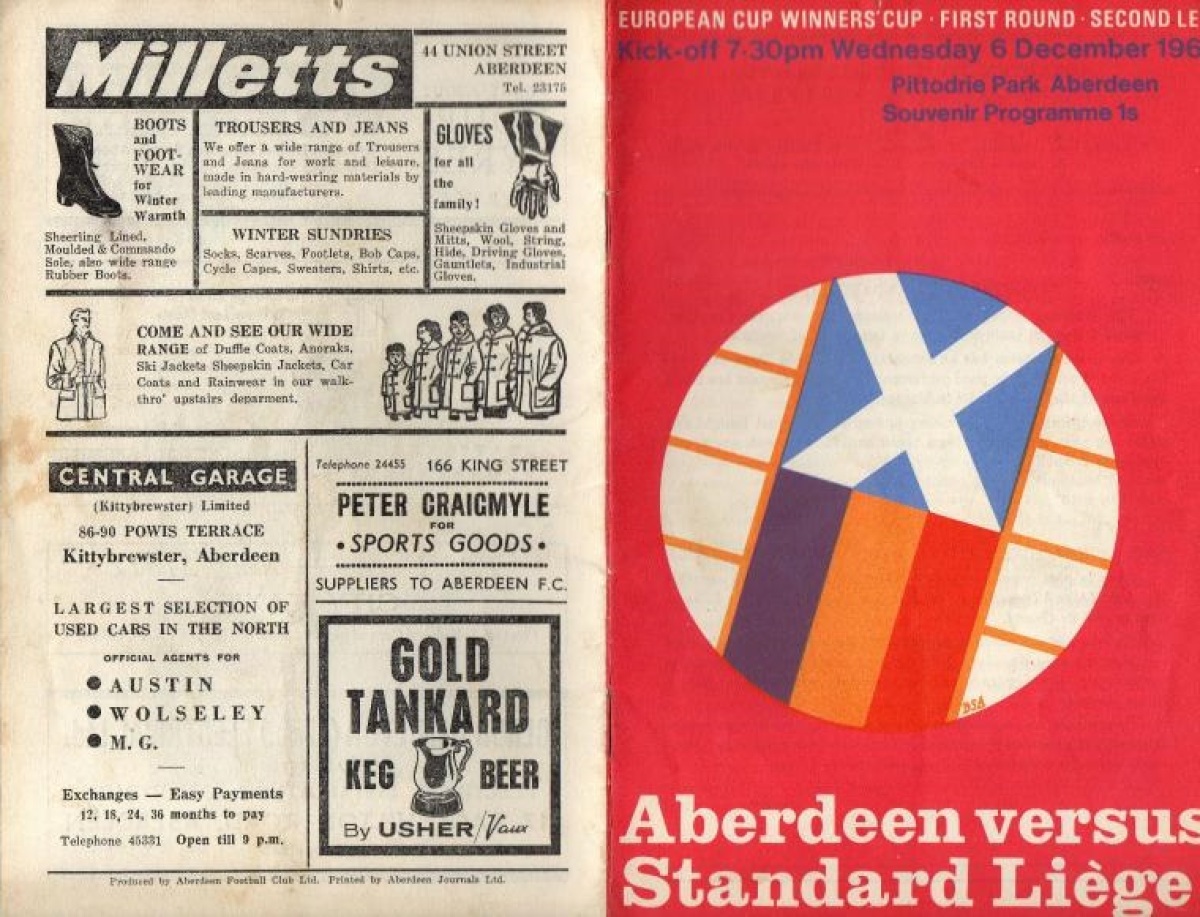 Milletts
44 UNION STREET
ABERDEEN
Tel. 23175
BOOTS
and
FOOT-
WEAR
for
Winter
Warmth
Sheerling Lined,
Moulded & Commando
Sole, also wide range
Rubber Boots.
TROUSERS AND JEANS
We offer a wide range of Trousers
and Jeans for work and leisure,
made in hard-wearing materials by
leading manufacturers.
WINTER SUNDRIES
Socks, Scarves, Footlets, Bob Caps,
Cycle Capes, Sweaters, Shirts, etc.
GLOVES
for all
the
family!
Sheepskin Gloves and
Mitts, Wool, String,
Hide, Driving Gloves,
Gauntlets, Industrial
Gloves.
COME AND SEE OUR WIDE
RANGE of Duffle Coats, Anoraks,
Ski Jackets Sheepskin Jackets, Car
Coats and Rainwear in our walk-
thro' upstairs deparment.
CENTRAL GARAGE
(Kittybrewster) Limited
86-90 POWIS TERRACE
Kittybrewster, Aberdeen
LARGEST SELECTION OF
USED CARS IN THE NORTH
OFFICIAL AGENTS FOR
● AUSTIN
● WOLSELEY
● M.G.
Exchanges — Easy Payments
12, 18, 24, 36 months to pay
Telephone 45331 Open till 9 p.m.
Telephone 24455 166 KING STREET
PETER CRAIGMYLE
FOR
• SPORTS GOODS •
SUPPLIERS TO ABERDEEN F.C.
GOLD
TANKARD
KEG BEER
By USHER/Vaux
Produced by Aberdeen Football Club Ltd. Printed by Aberdeen Journals Ltd.
EUROPEAN CUP WINNERS' CUP · FIRST ROUND · SECOND LE
Kick-off 7·30pm Wednesday 6 December 196
Pittodrie Park Aberdeen
Souvenir Programme 1s
BSA
Aberdeen versus
Standard Liège